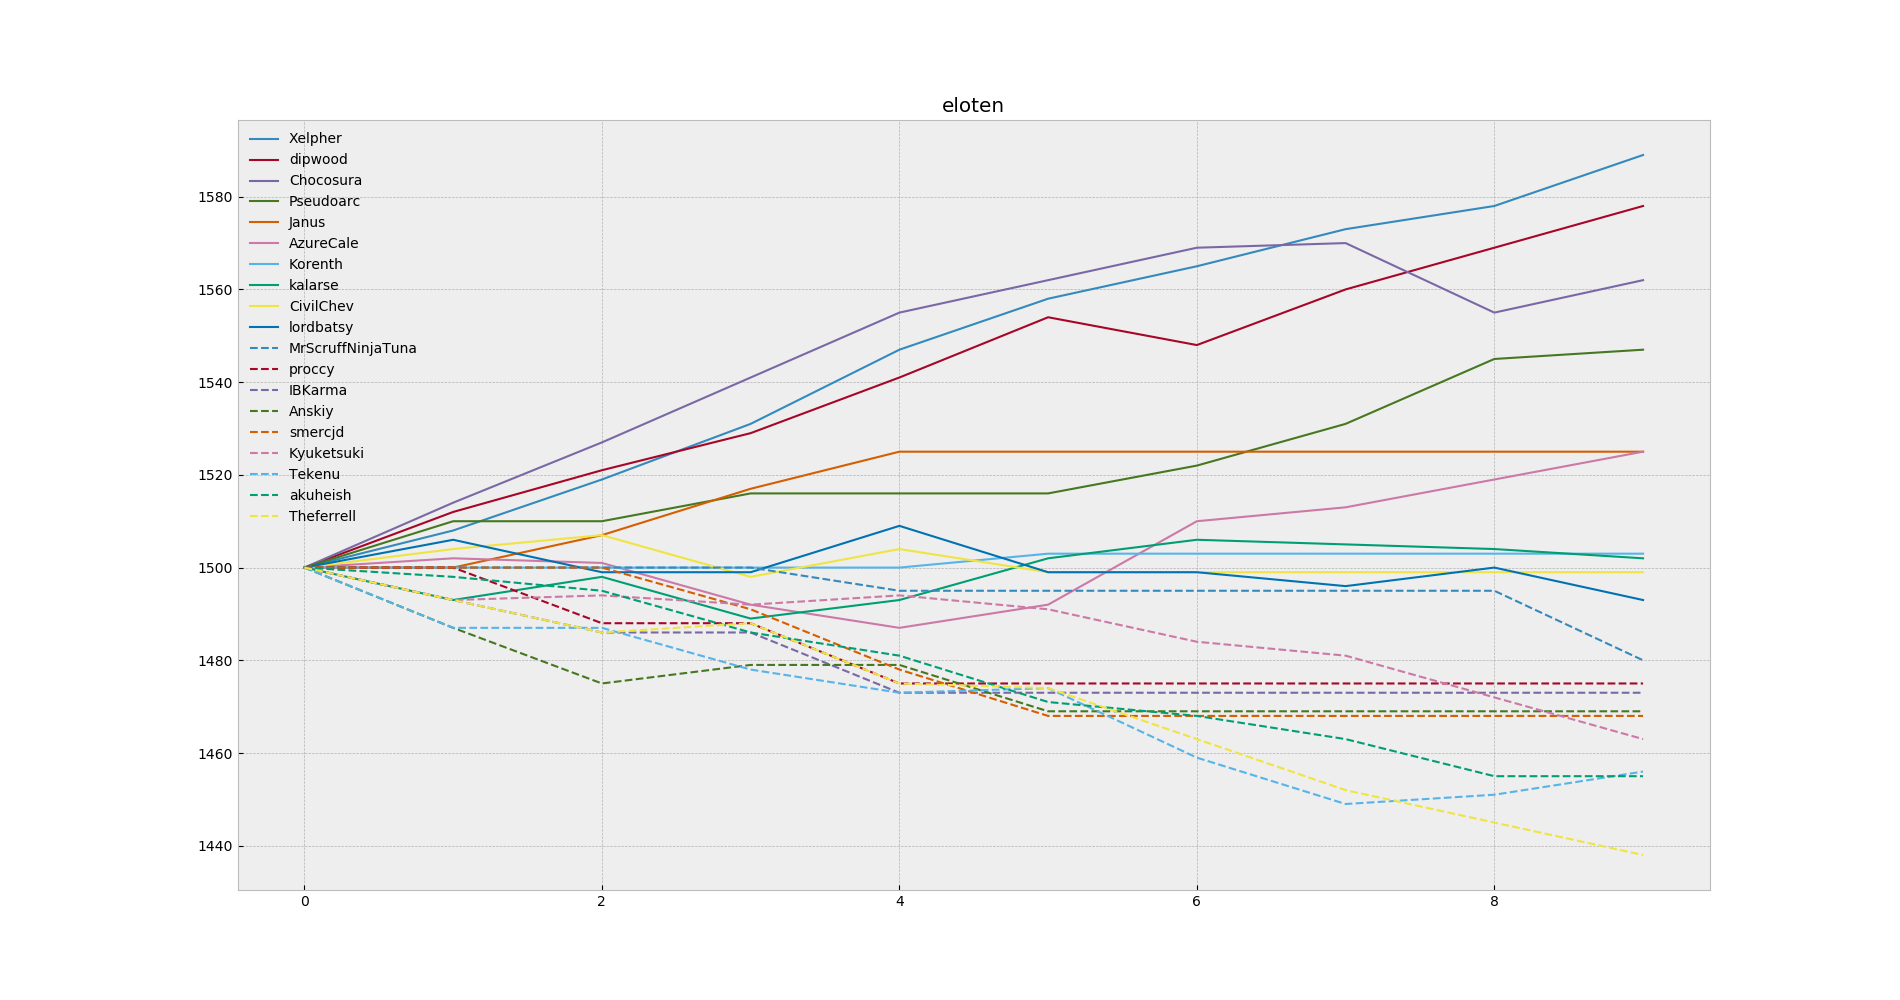 eloten
Xelpher
dipwood
Chocosura
Pseudoarc
Janus
AzureCale
Korenth
kalarse
CivilChev
lordbatsy
MrScruffNinjaTuna
proccy
IBKarma
Anskiy
smercjd
Kyuketsuki
Tekenu
akuheish
Theferrell
1580
1560
1540
1520
1500
1480
1460
1440
0 2 4 6 8